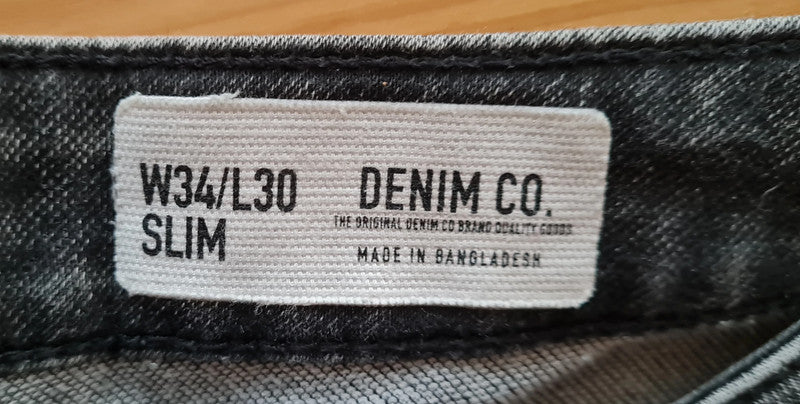 W34/L30
SLIM
DENIM CO.
THE ORIGINAL DENIM CO BRAND QUALITY GOODS
MADE IN BANGLADESH